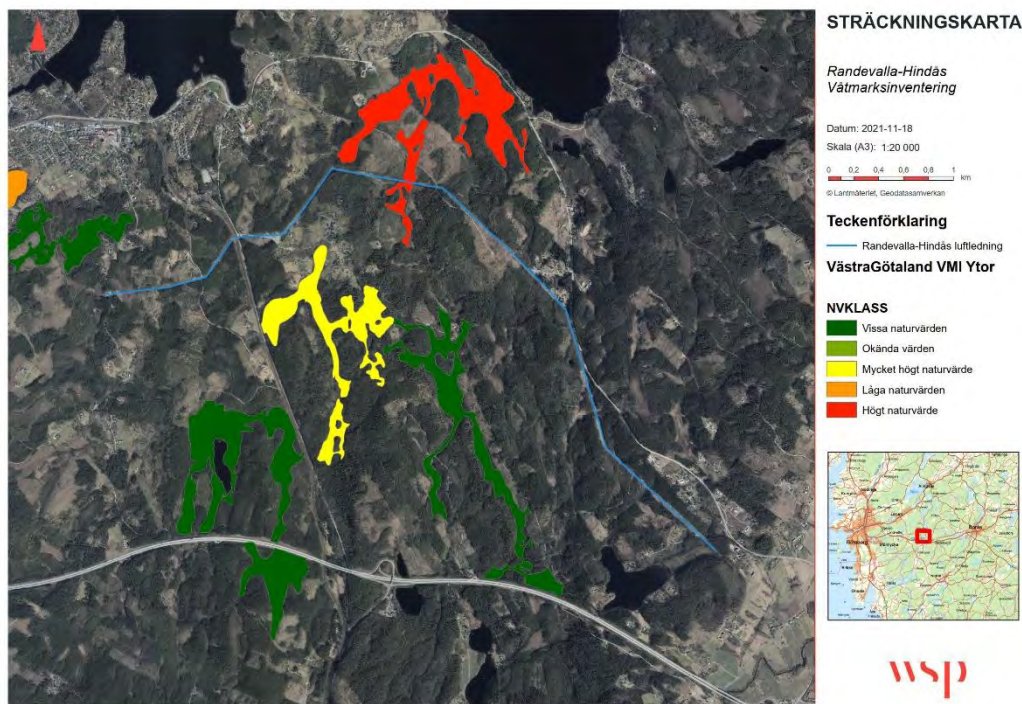 STRÄCKNINGSKARTA
Randevalla-Hindås
Våtmarksinventering
Datum: 2021-11-18
Skala (A3): 1:20 000
0 0,2 0,4 0,6 0,8 1
km
© Lantmäteriet, Geodatasamverkan
Teckenförklaring
Randevalla-Hindås luftledning
VästraGötaland VMI Ytor
NVKLASS
Vissa naturvärden
Okända värden
Mycket högt naturvärde
Låga naturvärden
Högt naturvärde
wsp